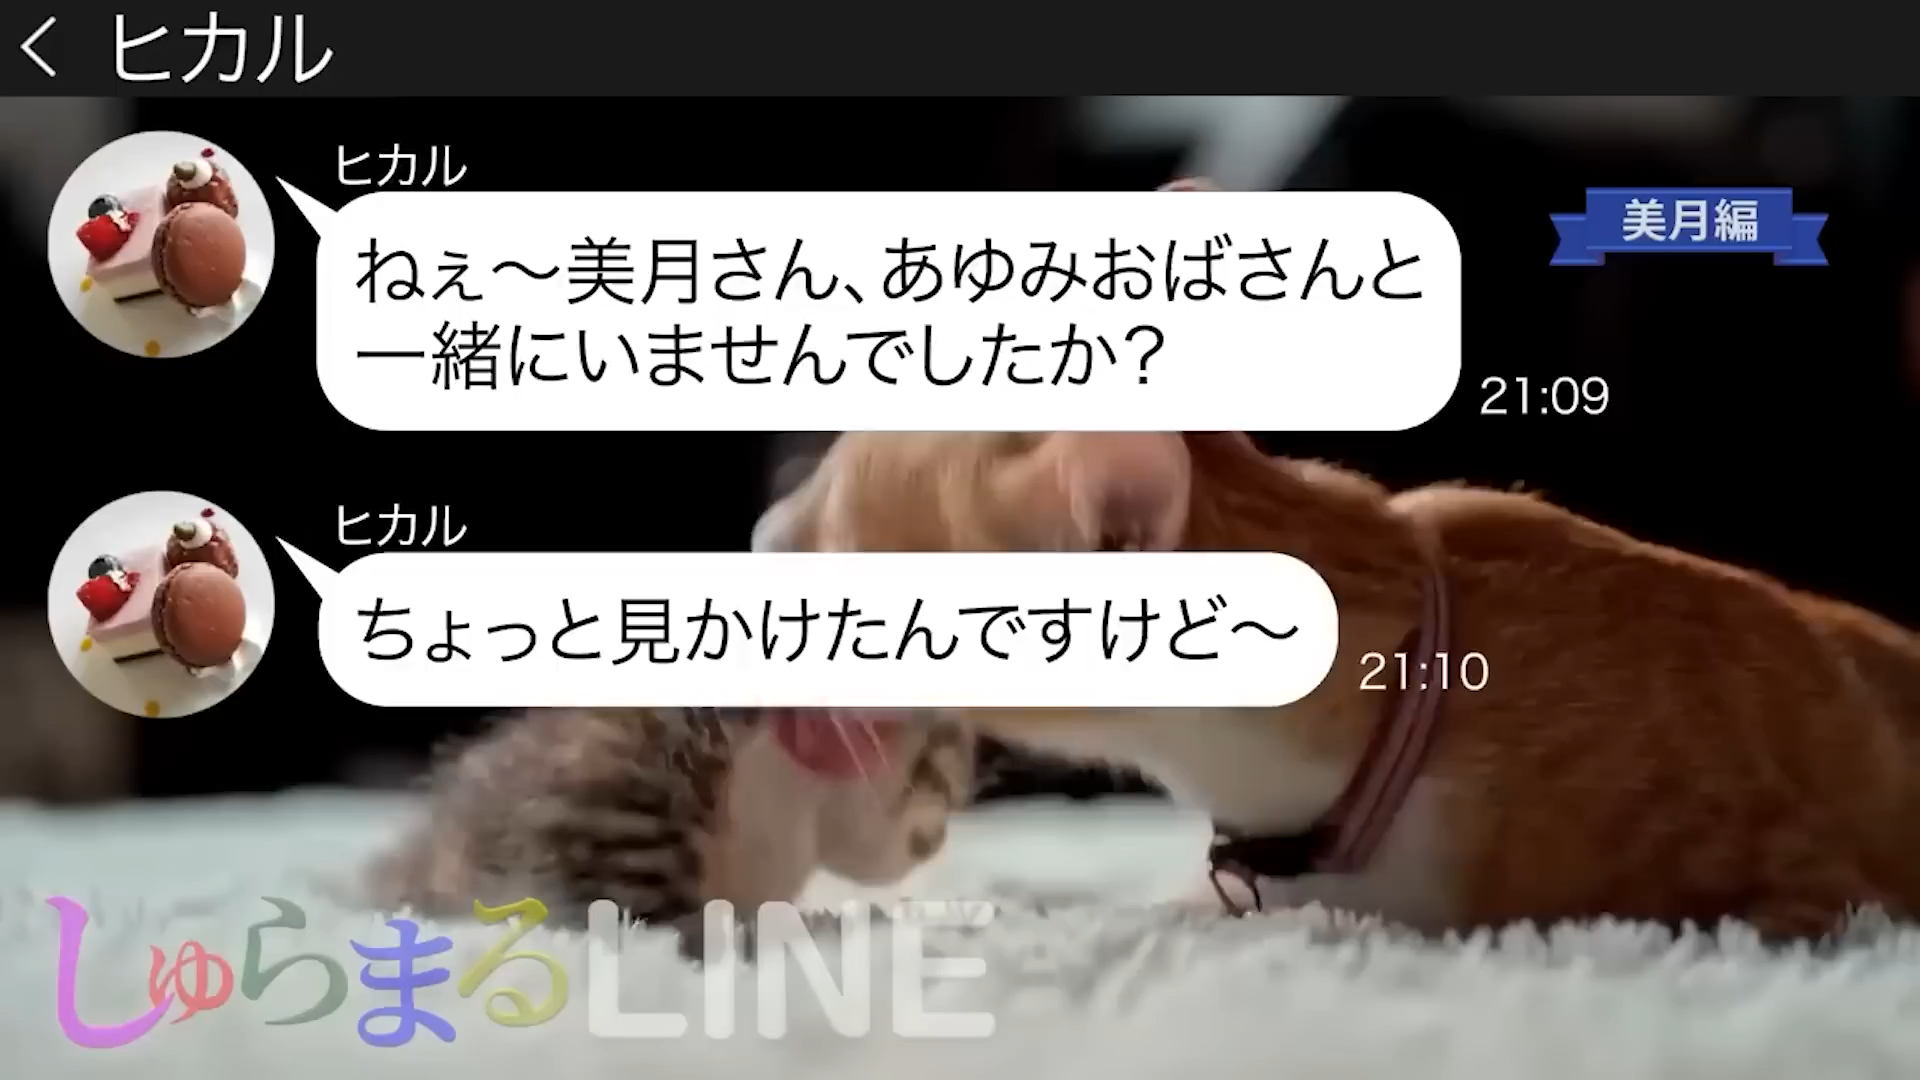 ヒカル
ヒカル
美月編
ねぇ〜美月さん、あゆみおばさんと
一緒にいませんでしたか?
21:09
ヒカル
ちょっと見かけたんですけど〜
21:10
しゅらまるLINE